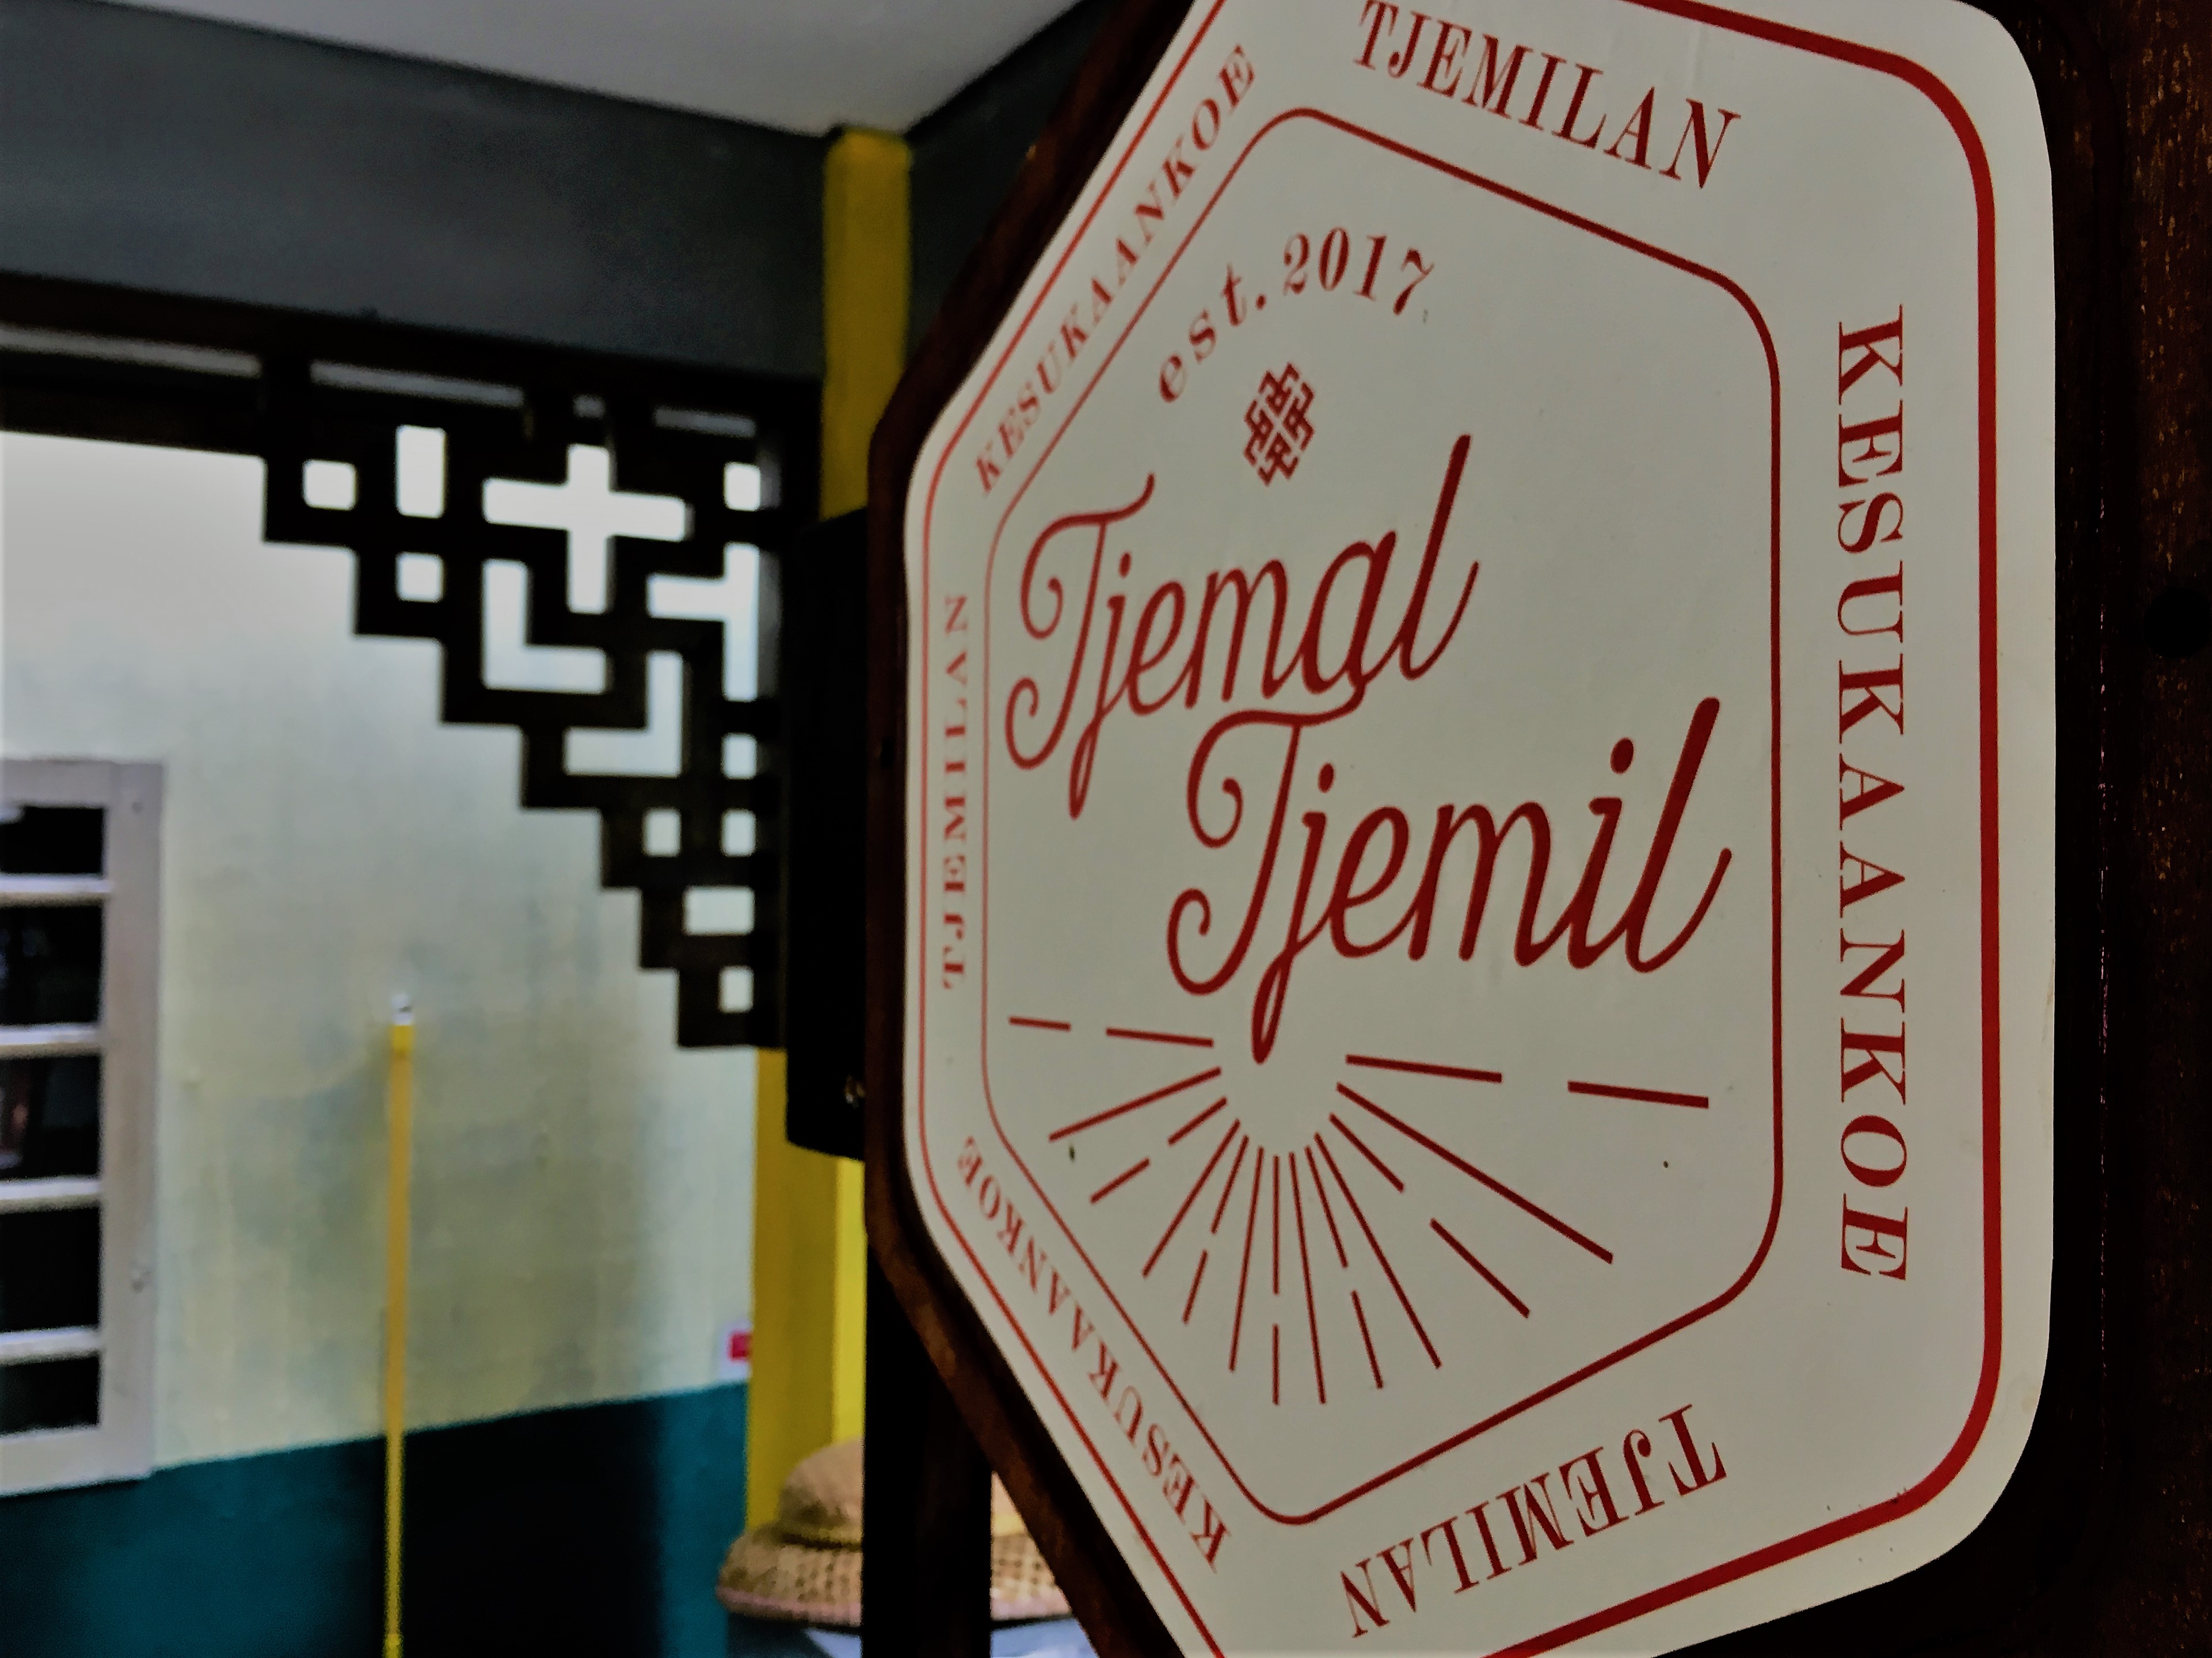 TJEMILAN
KESUKAANKOE
KESUKAANKOE
est. 2017
Tjemal
Tjemil
TJEMILAN
KESUKAANKOE
TJEMILAN